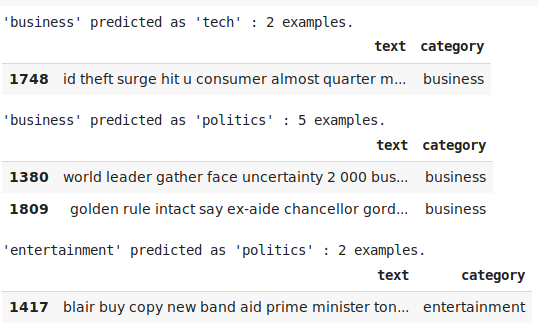 'business' predicted as 'tech' : 2 examples.
text category
1748 id theft surge hit u consumer almost quarter m... business
'business' predicted as 'politics' : 5 examples.
text category
1380 world leader gather face uncertainty 2 000 bus... business
1809 golden rule intact say ex-aide chancellor gord... business
'entertainment' predicted as 'politics' : 2 examples.
text category
1417 blair buy copy new band aid prime minister ton... entertainment